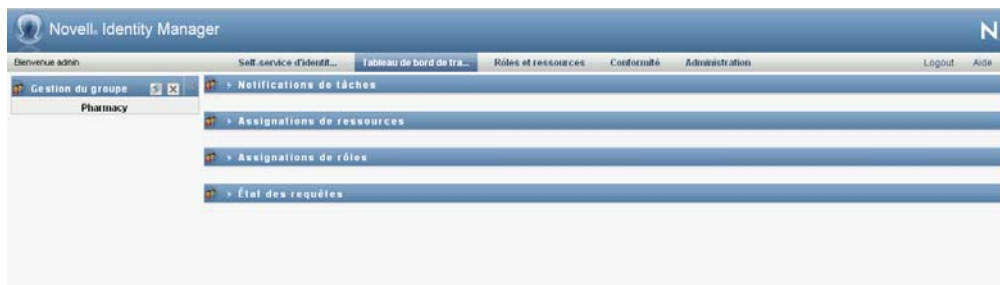 Novell® Identity Manager
N
Bienvenue admin
Self-service d'identit...
Tableau de bord de tra...
Rôles et ressources
Conformité
Administration
Logout
Aide
Gestion du groupe
Pharmacy
Notifications de tâches
Assignations de ressources
Assignations de rôles
État des requêtes